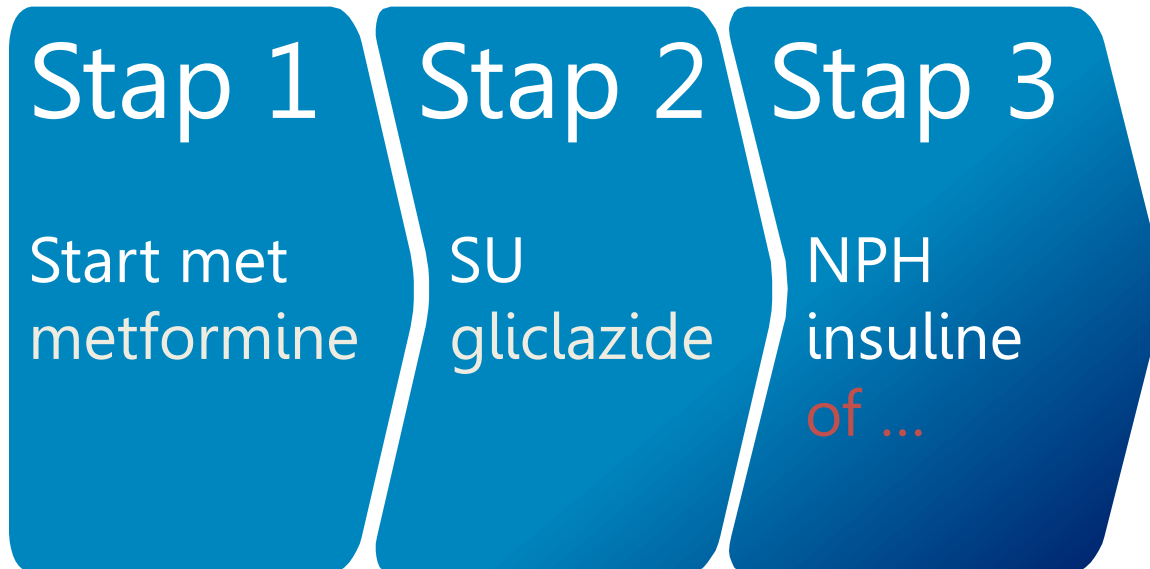 Stap 1
Start met
metformine
Stap 2
SU
gliclazide
Stap 3
NPH
insuline
of ...